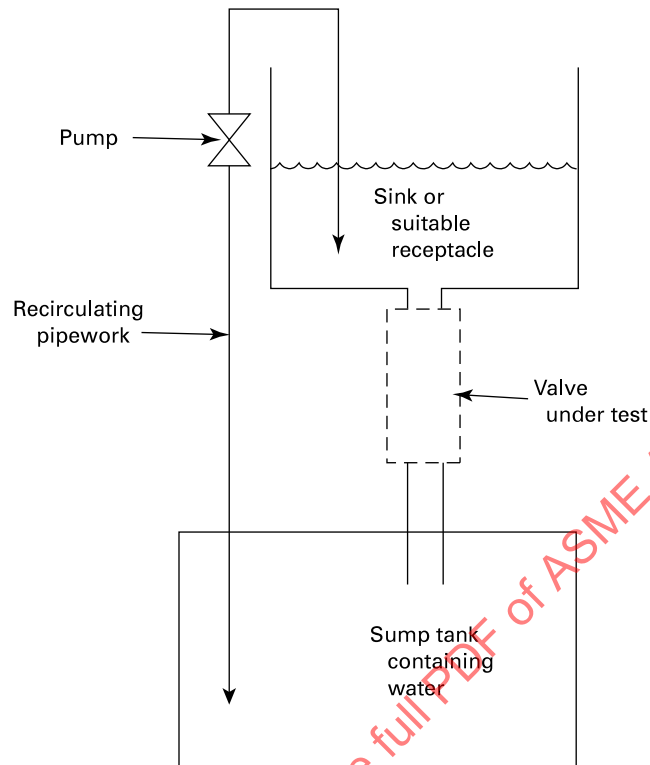 Pump
Sink or
suitable
receptacle
Recirculating
pipework
Valve
under test
Sump tank
containing
water
full PDF of ASME